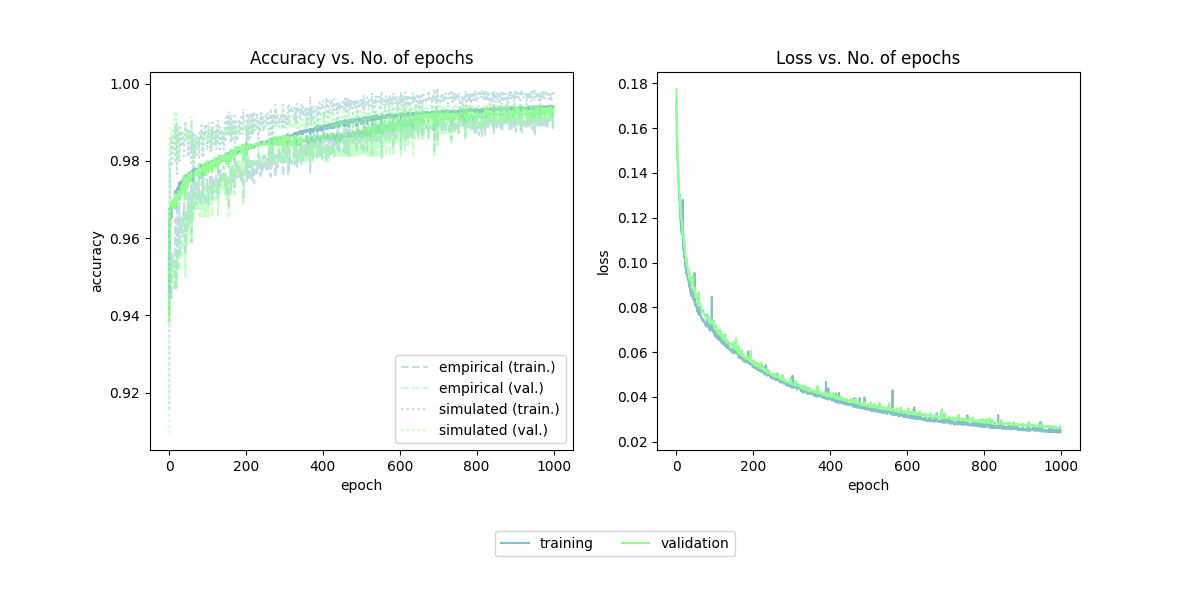 Accuracy vs. No. of epochs
1.00
0.98
0.96
0.94
0.92
accuracy
0 200 400 600 800 1000
epoch
empirical (train.)
empirical (val.)
simulated (train.)
simulated (val.)
Loss vs. No. of epochs
0.18
0.16
0.14
0.12
0.10
0.08
0.06
0.04
0.02
loss
0 200 400 600 800 1000
epoch
training validation